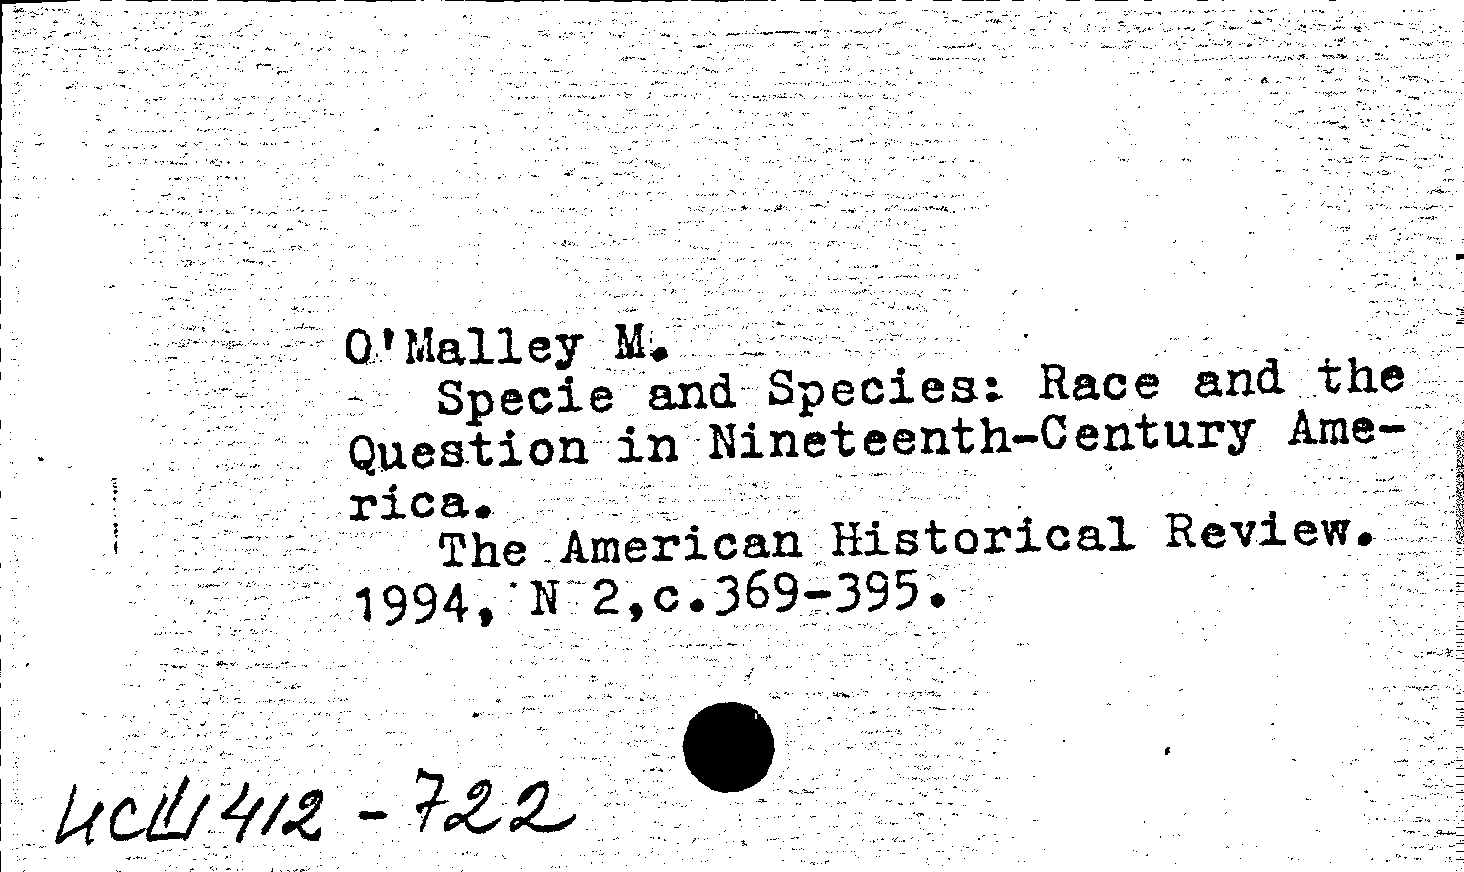 O'Malley M.
Specie and Species: Race and the
Question in Nineteenth-Century Ame-
rica.
The American Historical Review.
1994, N 2,c.369-395.
ИСШ 412 - 722